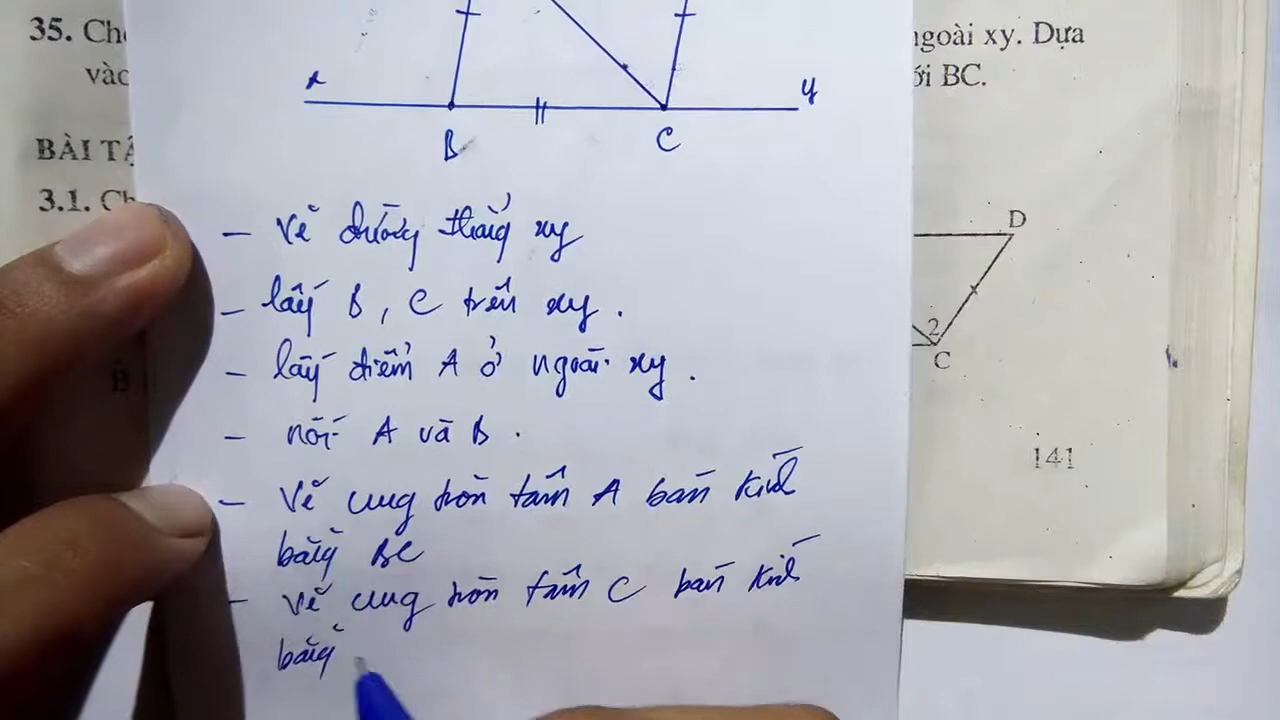 35. Ch
ngoài xy. Dựa
vào
ới BC.
x
y
B
C
BÀI TẬ
3.1. Ch
- Vẽ đường thẳng xy
- lấy B, C trên xy.
- lấy điểm A ở ngoài xy.
- nối A và B.
- Vẽ cung tròn tâm A bán kính
bằng BC
- Vẽ cung tròn tâm C bán kính
bằng
D
2
C
B
141